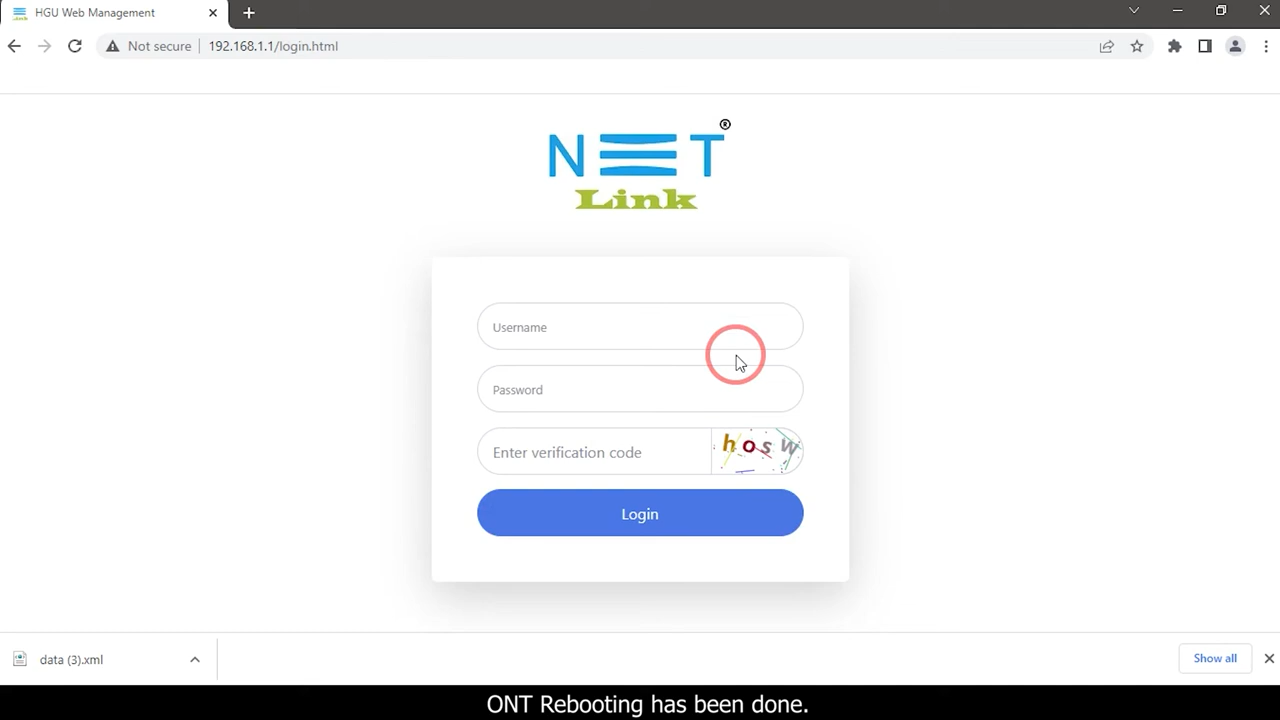 HGU Web Management
Not secure
192.168.1.1/login.html
NET®
Link
Username
Password
Enter verification code
hosw
Login
data (3).xml
Show all
ONT Rebooting has been done.